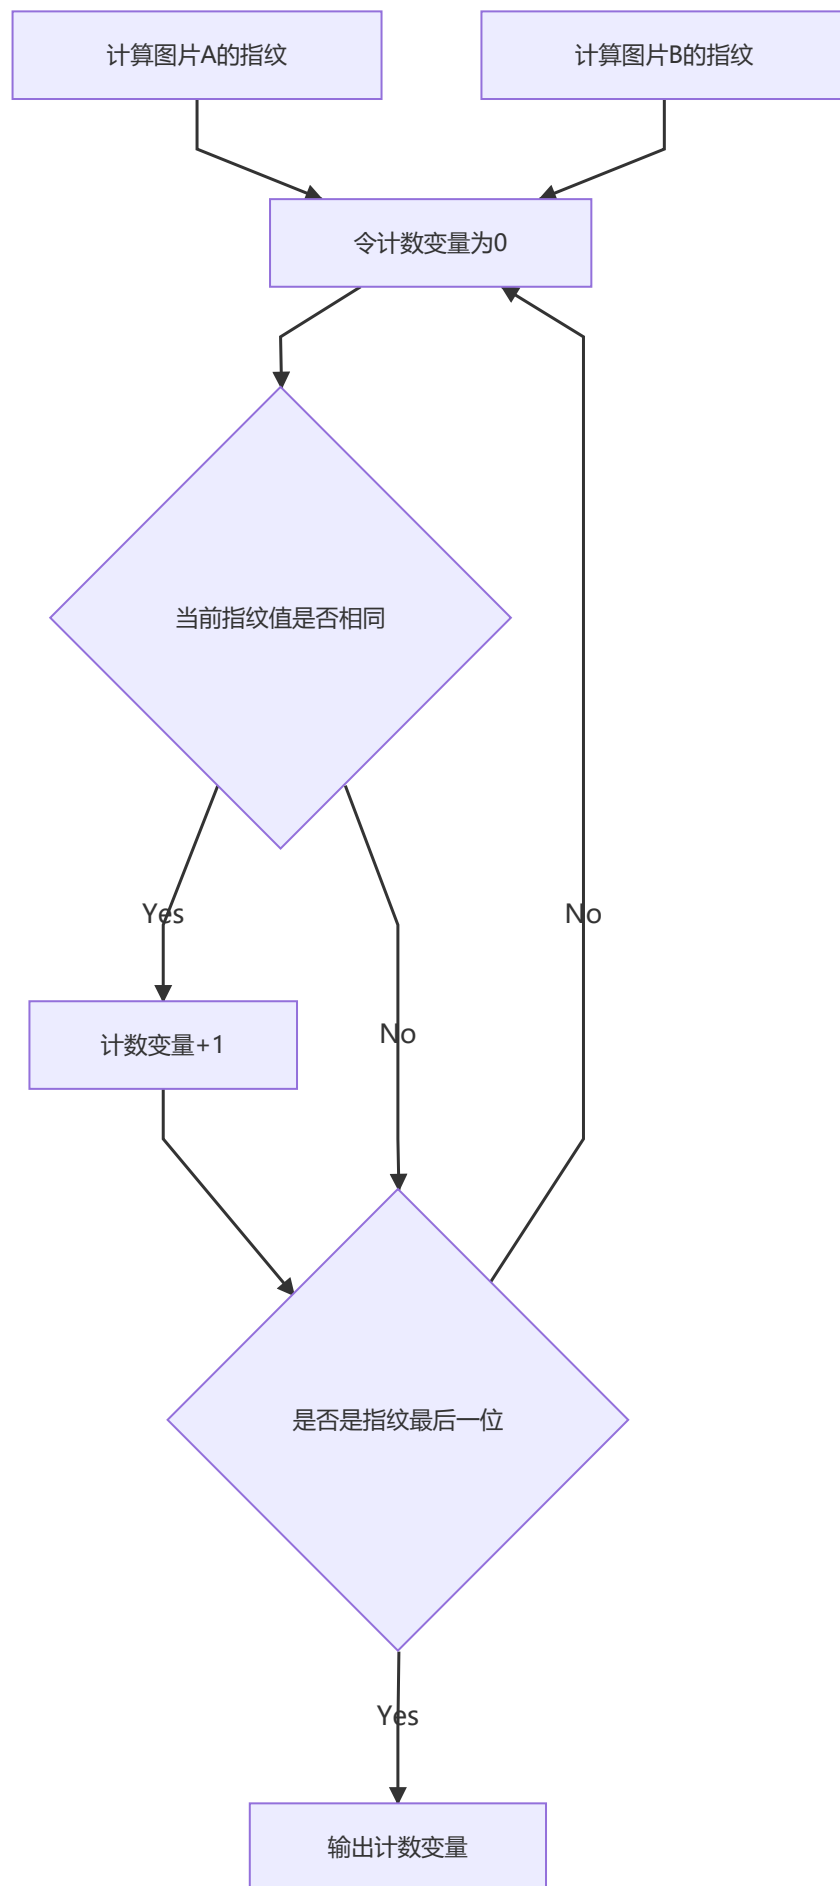 计算图片A的指纹
计算图片B的指纹
令计数变量为0
当前指纹值是否相同
Yes
No
计数变量+1
No
是否是指纹最后一位
Yes
输出计数变量